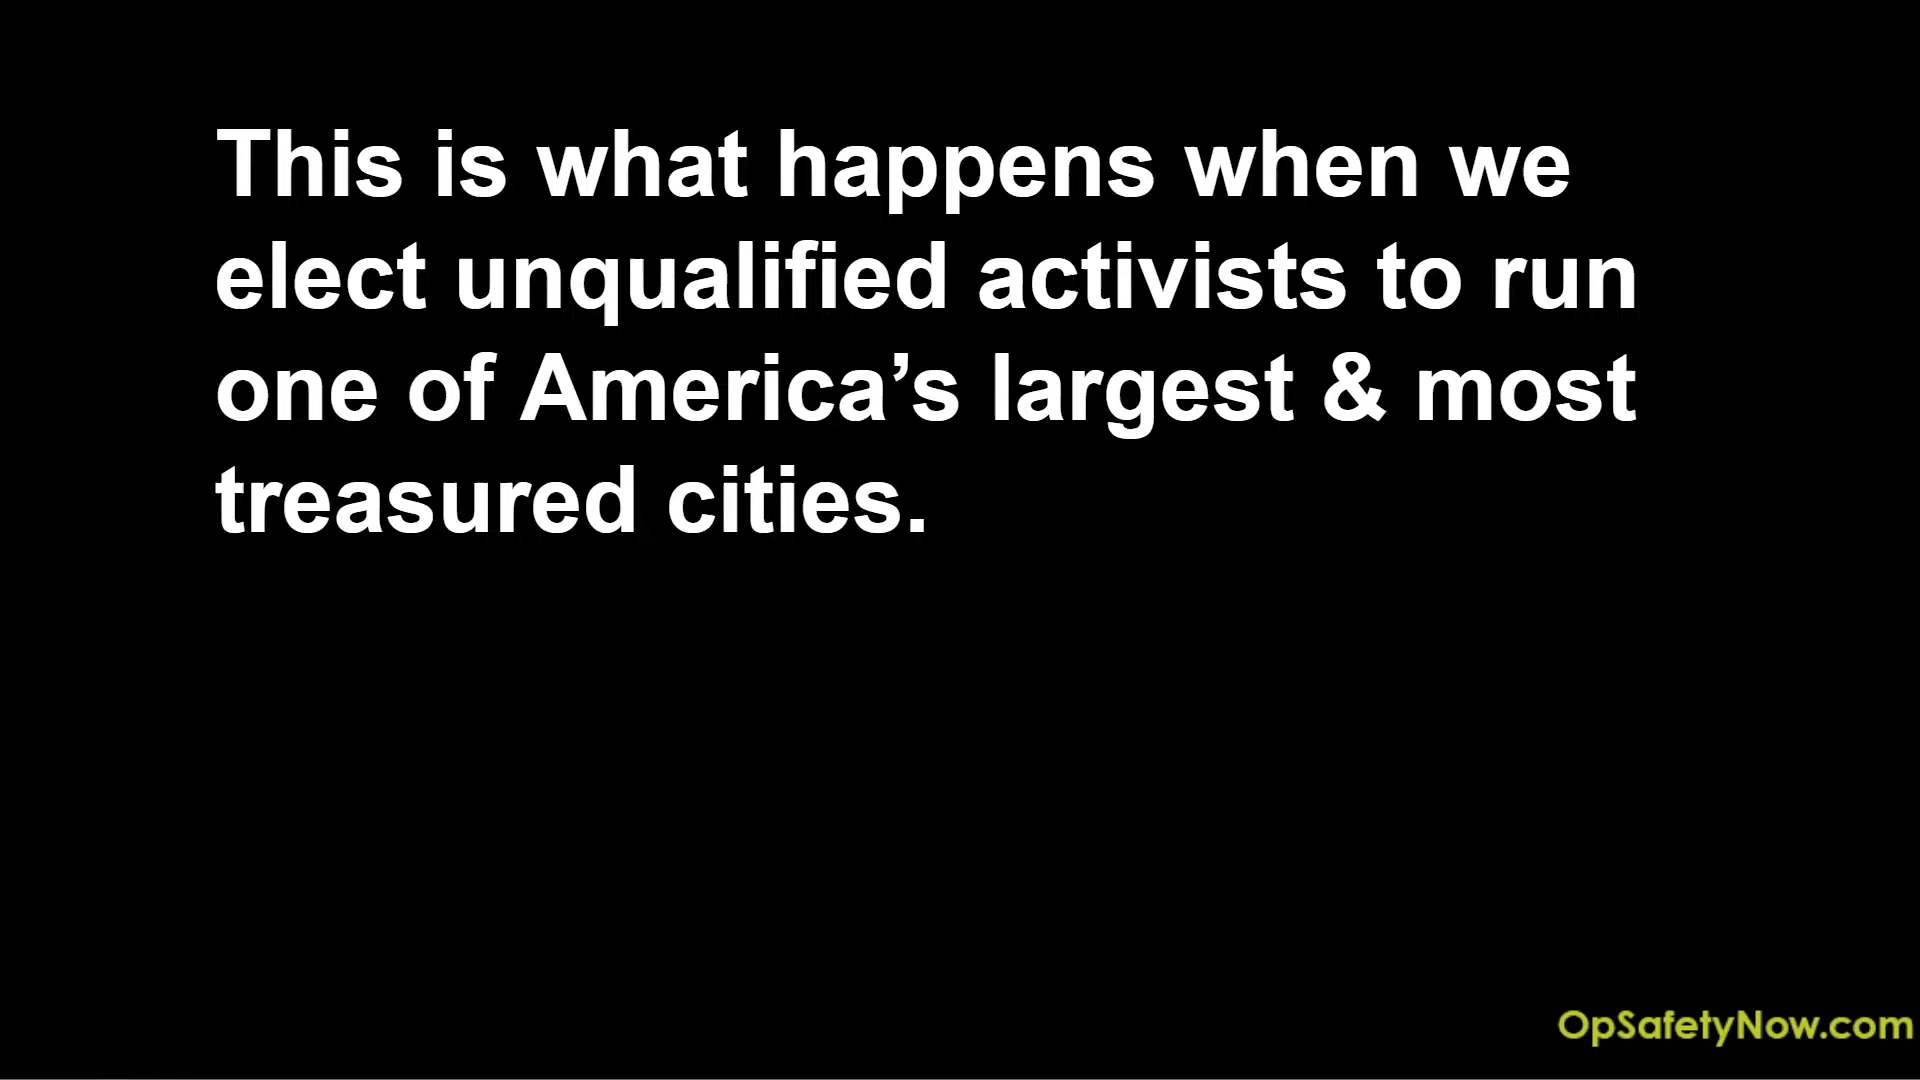 This is what happens when we
elect unqualified activists to run
one of America’s largest & most
treasured cities.
OpSafetyNow.com